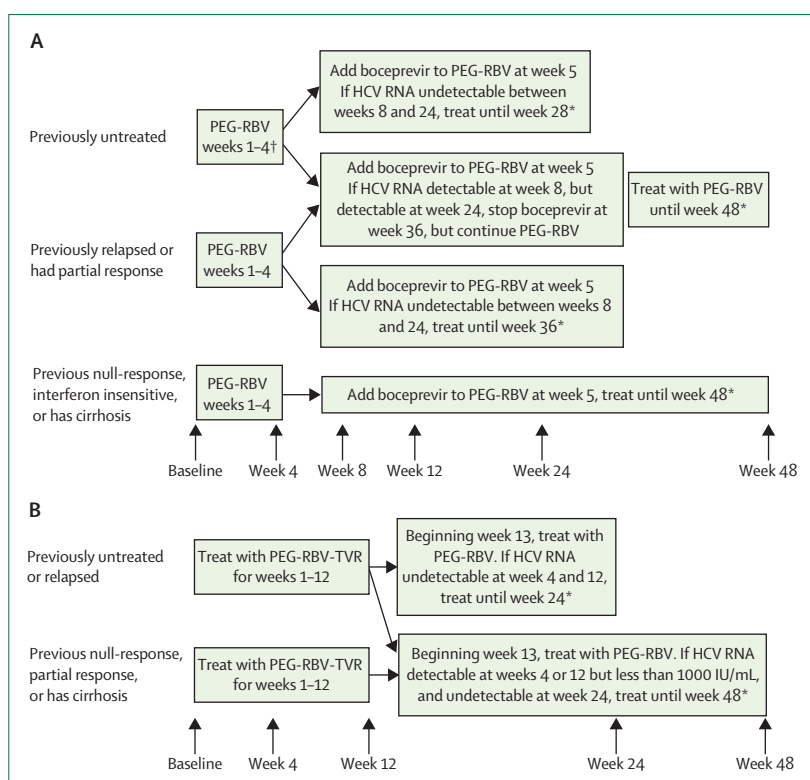 A
Previously untreated
PEG-RBV
weeks 1–4†
Add boceprevir to PEG-RBV at week 5
If HCV RNA undetectable between
weeks 8 and 24, treat until week 28*
Add boceprevir to PEG-RBV at week 5
If HCV RNA detectable at week 8, but
detectable at week 24, stop boceprevir at
week 36, but continue PEG-RBV
Treat with PEG-RBV
until week 48*
Previously relapsed or
had partial response
PEG-RBV
weeks 1–4
Add boceprevir to PEG-RBV at week 5
If HCV RNA undetectable between weeks 8
and 24, treat until week 36*
Previous null-response,
interferon insensitive,
or has cirrhosis
PEG-RBV
weeks 1–4
Add boceprevir to PEG-RBV at week 5, treat until week 48*
Baseline Week 4 Week 8 Week 12 Week 24 Week 48
B
Previously untreated
or relapsed
Treat with PEG-RBV-TVR
for weeks 1–12
Beginning week 13, treat with
PEG-RBV. If HCV RNA
undetectable at week 4 and 12,
treat until week 24*
Previous null-response,
partial response,
or has cirrhosis
Treat with PEG-RBV-TVR
for weeks 1–12
Beginning week 13, treat with PEG-RBV. If HCV RNA
detectable at weeks 4 or 12 but less than 1000 IU/mL,
and undetectable at week 24, treat until week 48*
Baseline Week 4 Week 12 Week 24 Week 48